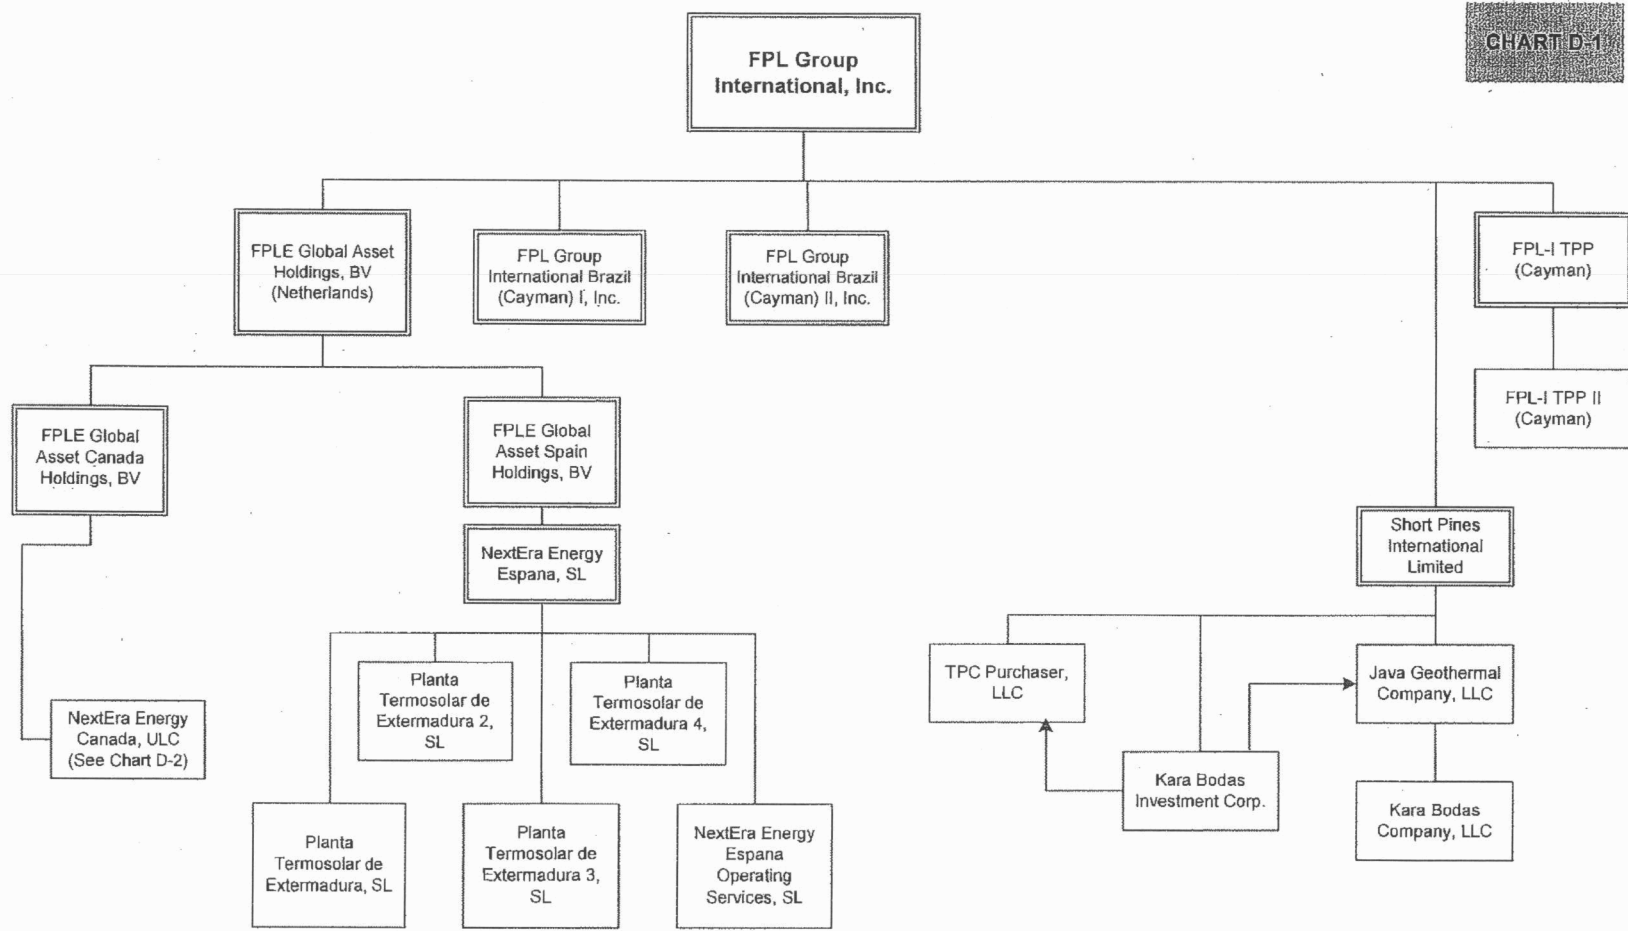 CHART D-1
FPL Group
International, Inc.
FPLE Global Asset
Holdings, BV
(Netherlands)
FPL Group
International Brazil
(Cayman) I, Inc.
FPL Group
International Brazil
(Cayman) II, Inc.
FPL-I TPP
(Cayman)
FPL-I TPP II
(Cayman)
FPLE Global
Asset Canada
Holdings, BV
FPLE Global
Asset Spain
Holdings, BV
NextEra Energy
Espana, SL
Short Pines
International
Limited
NextEra Energy
Canada, ULC
(See Chart D-2)
Planta
Termosolar de
Extermadura 2,
SL
Planta
Termosolar de
Extermadura 4,
SL
TPC Purchaser,
LLC
Java Geothermal
Company, LLC
Planta
Termosolar de
Extermadura, SL
Planta
Termosolar de
Extermadura 3,
SL
NextEra Energy
Espana
Operating
Services, SL
Kara Bodas
Investment Corp.
Kara Bodas
Company, LLC